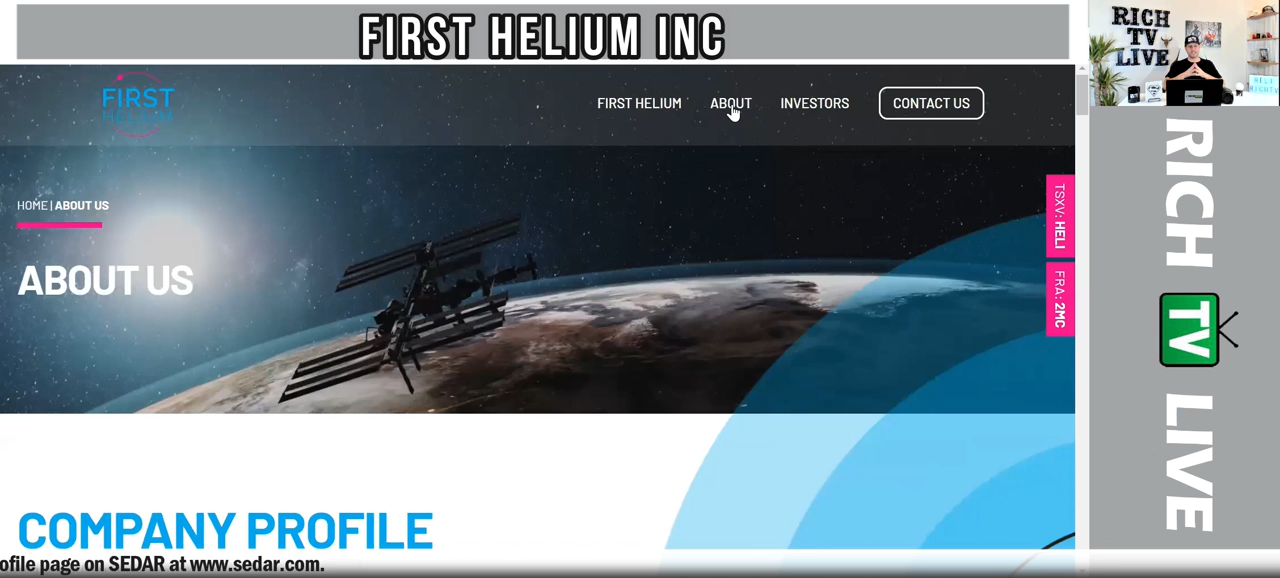 FIRST HELIUM INC
RICH
TV
LIVE
FIRST
HELIUM
FIRST HELIUM
ABOUT
INVESTORS
CONTACT US
HOME | ABOUT US
ABOUT US
TSXV: HELI
FRA: 2MC
RICH
TV
LIVE
COMPANY PROFILE
ofile page on SEDAR at www.sedar.com.